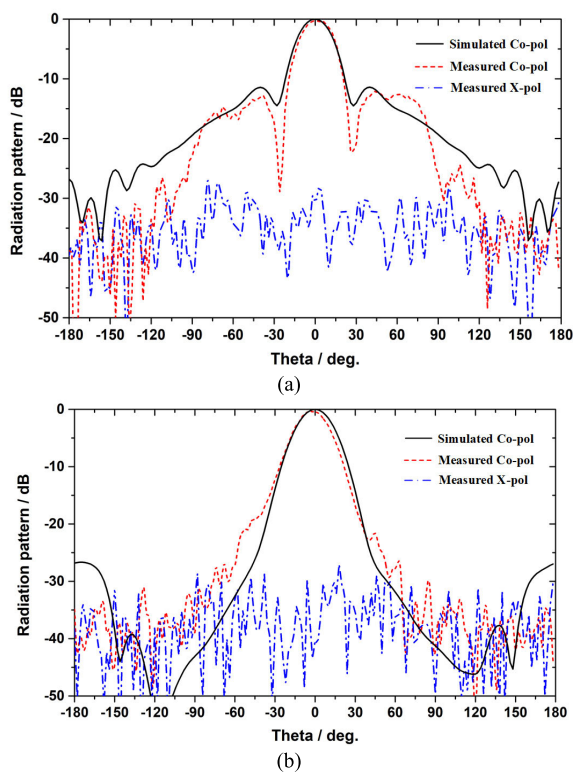 0
-10
-20
-30
-40
-50
Radiation pattern / dB
Simulated Co-pol
Measured Co-pol
Measured X-pol
-180 -150 -120 -90 -60 -30 0 30 60 90 120 150 180
Theta / deg.
(a)
0
-10
-20
-30
-40
-50
Radiation pattern / dB
Simulated Co-pol
Measured Co-pol
Measured X-pol
-180 -150 -120 -90 -60 -30 0 30 60 90 120 150 180
Theta / deg.
(b)